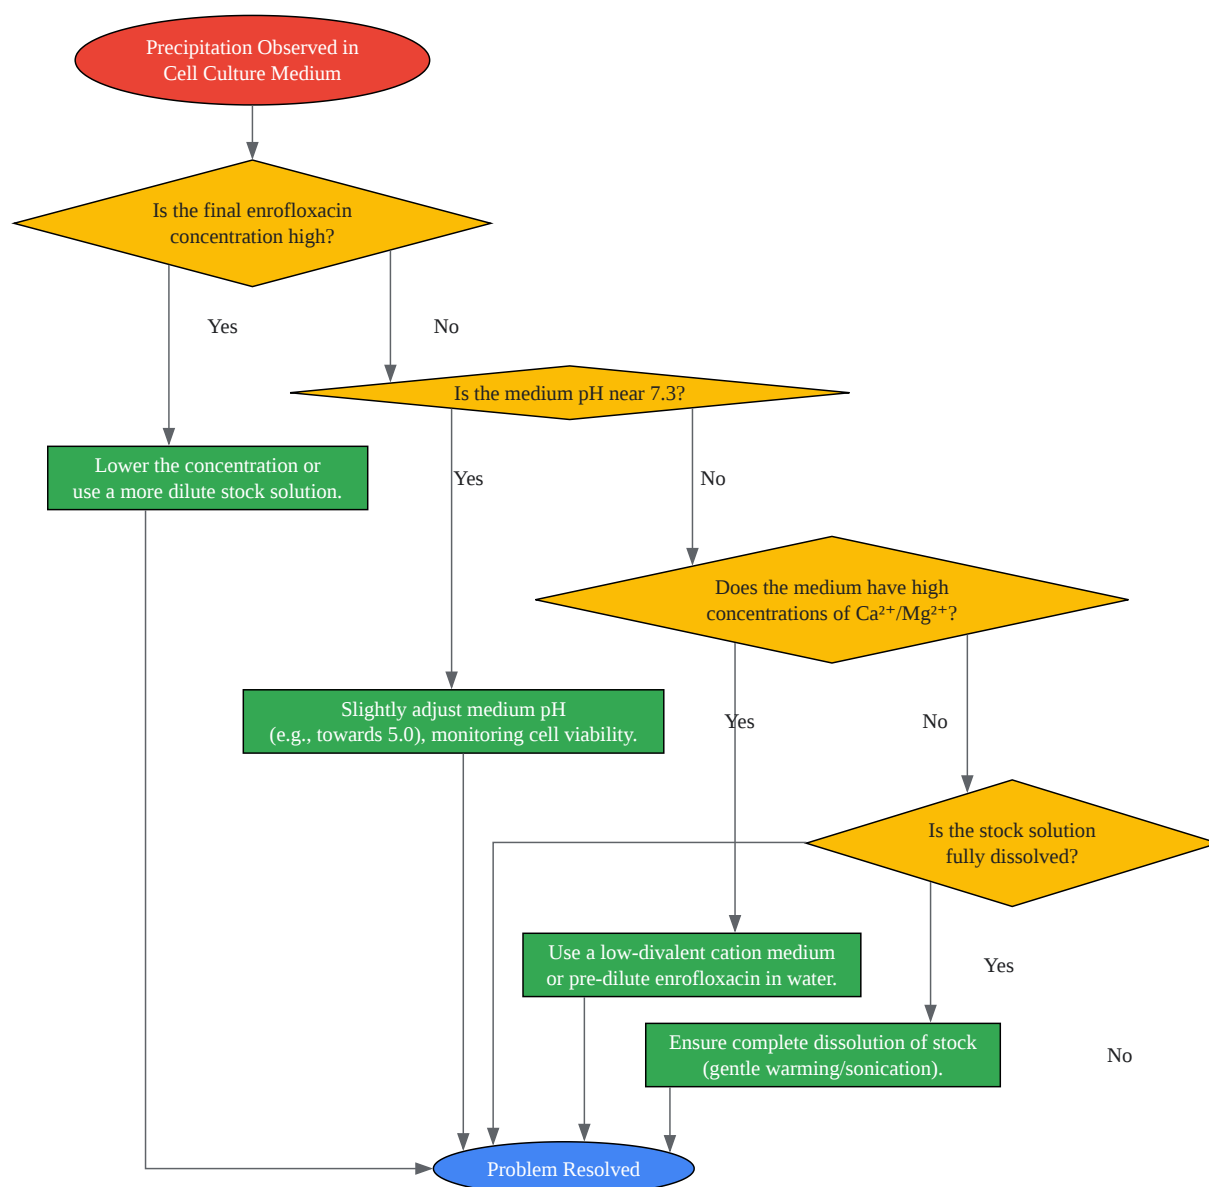 Precipitation Observed in
Cell Culture Medium
Is the final enrofloxacin
concentration high?
Yes
No
Is the medium pH near 7.3?
Lower the concentration or
use a more dilute stock solution.
Yes
No
Does the medium have high
concentrations of Ca²⁺/Mg²⁺?
Slightly adjust medium pH
(e.g., towards 5.0), monitoring cell viability.
Yes
No
Is the stock solution
fully dissolved?
Use a low-divalent cation medium
or pre-dilute enrofloxacin in water.
Yes
Ensure complete dissolution of stock
(gentle warming/sonication).
No
Problem Resolved